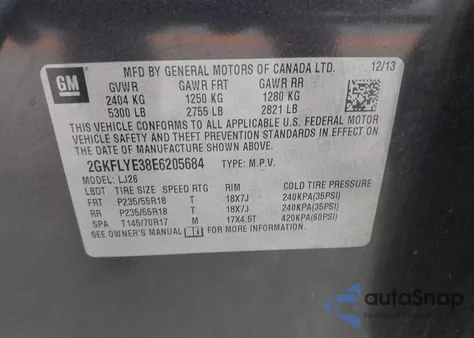 GM
MFD BY GENERAL MOTORS OF CANADA LTD. 12/13
GVWR GAWR FRT GAWR RR
2404 KG 1250 KG 1280 KG
5300 LB 2755 LB 2821 LB
THIS VEHICLE CONFORMS TO ALL APPLICABLE U.S. FEDERAL MOTOR
VEHICLE SAFETY AND THEFT PREVENTION STANDARDS IN
EFFECT ON THE DATE OF MANUFACTURE SHOWN ABOVE.
2GKFLYE38E6205684 TYPE: M.P.V.
MODEL: LJ26
LBDT TIRE SIZE SPEED RTG RIM COLD TIRE PRESSURE
FRT P235/55R18 T 18X7J 240KPA(35PSI)
RR P235/55R18 T 18X7J 240KPA(35PSI)
SPA T145/70R17 M 17X4.5T 420KPA(60PSI)
SEE OWNER'S MANUAL FOR MORE INFORMATION.
autoSnap
Powered by IFS